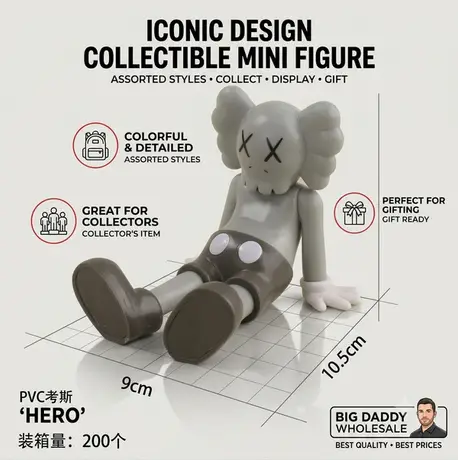 ICONIC DESIGN
COLLECTIBLE MINI FIGURE
ASSORTED STYLES • COLLECT • DISPLAY • GIFT
COLORFUL
& DETAILED
ASSORTED STYLES
GREAT FOR
COLLECTORS
COLLECTOR'S ITEM
PERFECT FOR
GIFTING
GIFT READY
9cm
10.5cm
PVC考斯
‘HERO’
装箱量：200个
BIG DADDY
WHOLESALE
BEST QUALITY • BEST PRICES